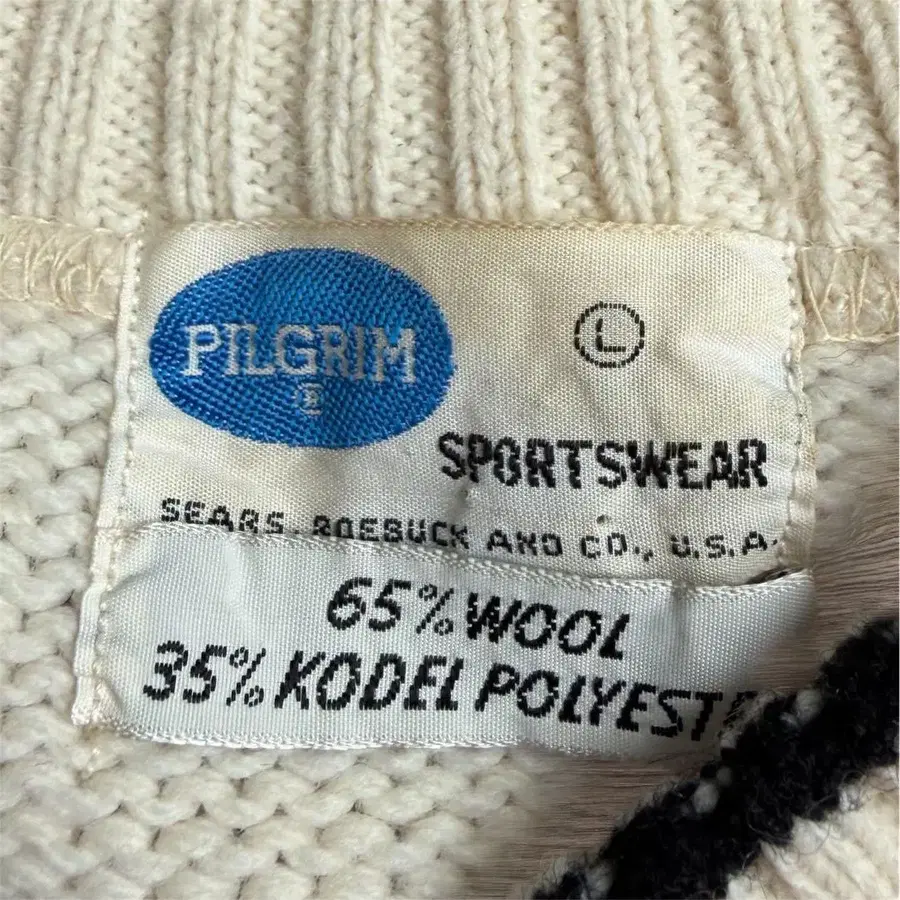 PILGRIM
®
L
SPORTSWEAR
SEARS, ROEBUCK AND CO., U.S.A.
65% WOOL
35% KODEL POLYEST